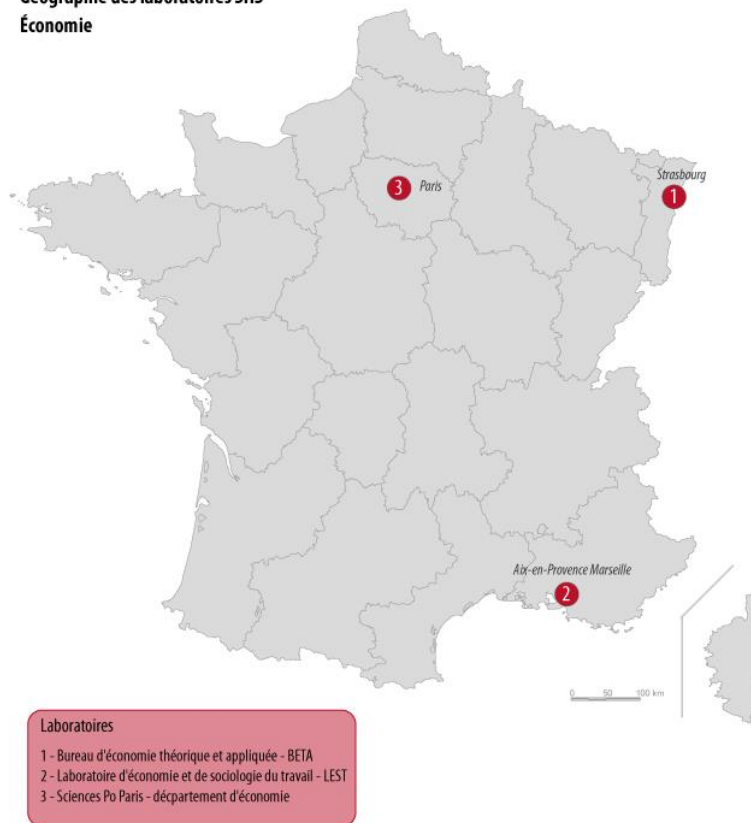 Économie
Strasbourg
1
3 Paris
Aix-en-Provence Marseille
2
0 50 100 km
Laboratoires
1 - Bureau d'économie théorique et appliquée - BETA
2 - Laboratoire d'économie et de sociologie du travail - LEST
3 - Sciences Po Paris - décpartement d'économie